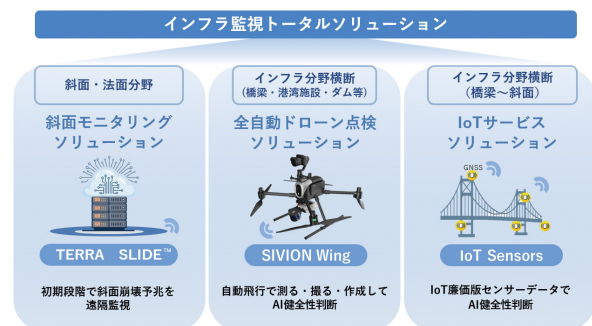 インフラ監視トータルソリューション
斜面・法面分野
斜面モニタリング
ソリューション
TERRA SLIDE™
初期段階で斜面崩壊予兆を
遠隔監視
インフラ分野横断
(橋梁・港湾施設・ダム等)
全自動ドローン点検
ソリューション
SIVION Wing
自動飛行で測る・撮る・作成して
AI健全性判断
インフラ分野横断
(橋梁～斜面)
IoTサービス
ソリューション
GNSS
IoT Sensors
IoT廉価版センサーデータで
AI健全性判断